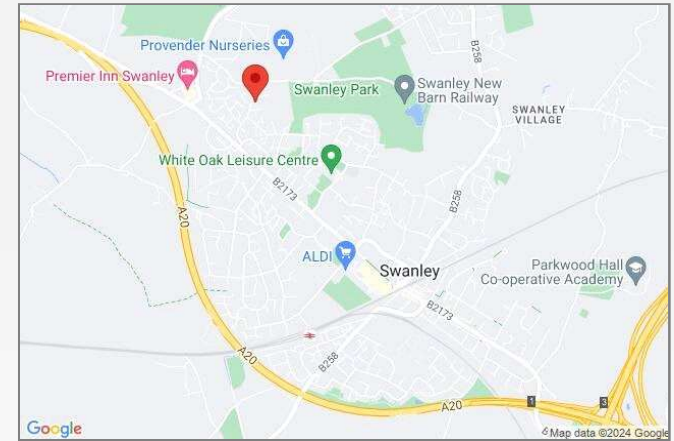 Provender Nurseries
B258
Premier Inn Swanley
Swanley Park
Swanley New
Barn Railway
SWANLEY
VILLAGE
White Oak Leisure Centre
B2173
A20
B258
ALDI
Swanley
Parkwood Hall
Co-operative Academy
B2173
A20
B258
A20
1
3
Google
Map data ©2024 Google